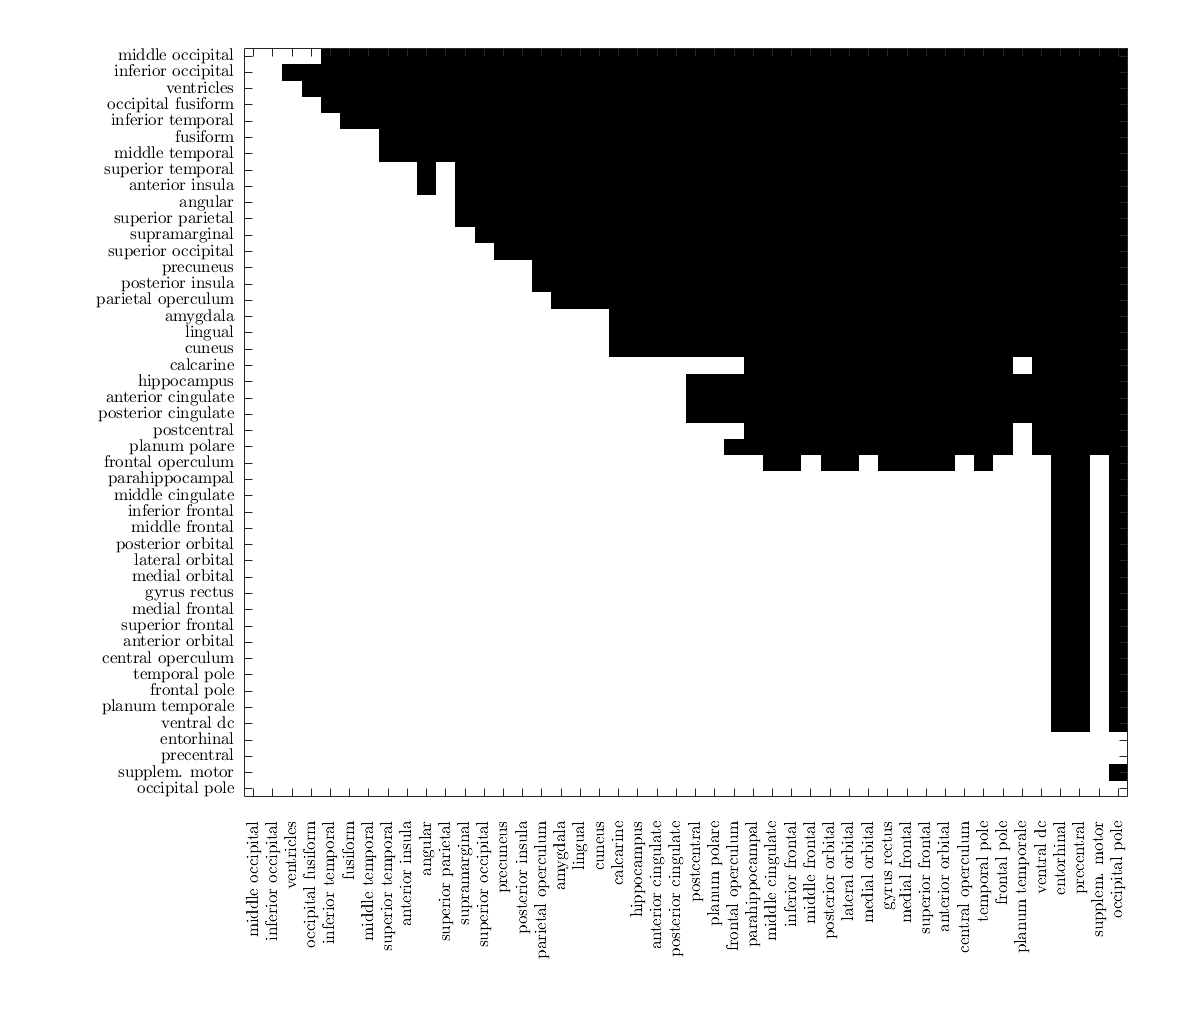 middle occipital
inferior occipital
ventricles
occipital fusiform
inferior temporal
fusiform
middle temporal
superior temporal
anterior insula
angular
superior parietal
supramarginal
superior occipital
precuneus
posterior insula
parietal operculum
amygdala
lingual
cuneus
calcarine
hippocampus
anterior cingulate
posterior cingulate
postcentral
planum polare
frontal operculum
parahippocampal
middle cingulate
inferior frontal
middle frontal
posterior orbital
lateral orbital
medial orbital
gyrus rectus
medial frontal
superior frontal
anterior orbital
central operculum
temporal pole
frontal pole
planum temporale
ventral dc
entorhinal
precentral
supplem. motor
occipital pole
middle occipital
inferior occipital
ventricles
occipital fusiform
inferior temporal
fusiform
middle temporal
superior temporal
anterior insula
angular
superior parietal
supramarginal
superior occipital
precuneus
posterior insula
parietal operculum
amygdala
lingual
cuneus
calcarine
hippocampus
anterior cingulate
posterior cingulate
postcentral
planum polare
frontal operculum
parahippocampal
middle cingulate
inferior frontal
middle frontal
posterior orbital
lateral orbital
medial orbital
gyrus rectus
medial frontal
superior frontal
anterior orbital
central operculum
temporal pole
frontal pole
planum temporale
ventral dc
entorhinal
precentral
supplem. motor
occipital pole